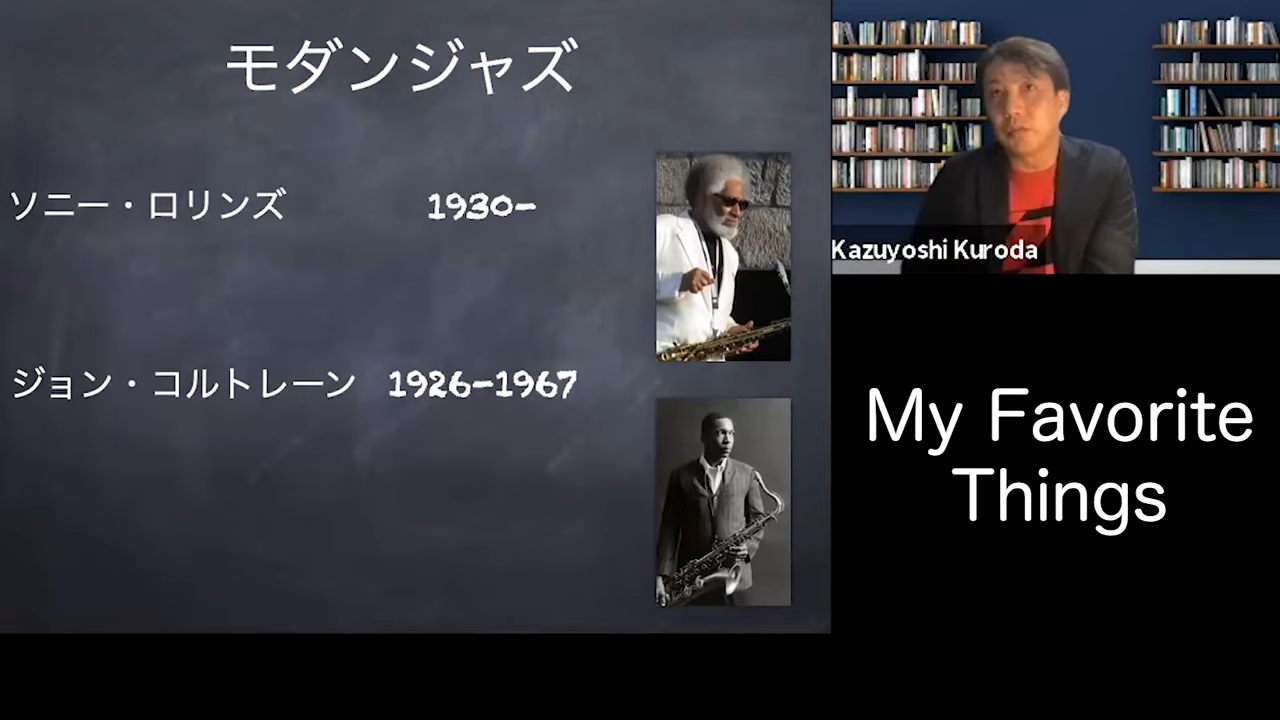 モダンジャズ
ソニー・ロリンズ 1930-
ジョン・コルトレーン 1926-1967
Kazuyoshi Kuroda
My Favorite
Things